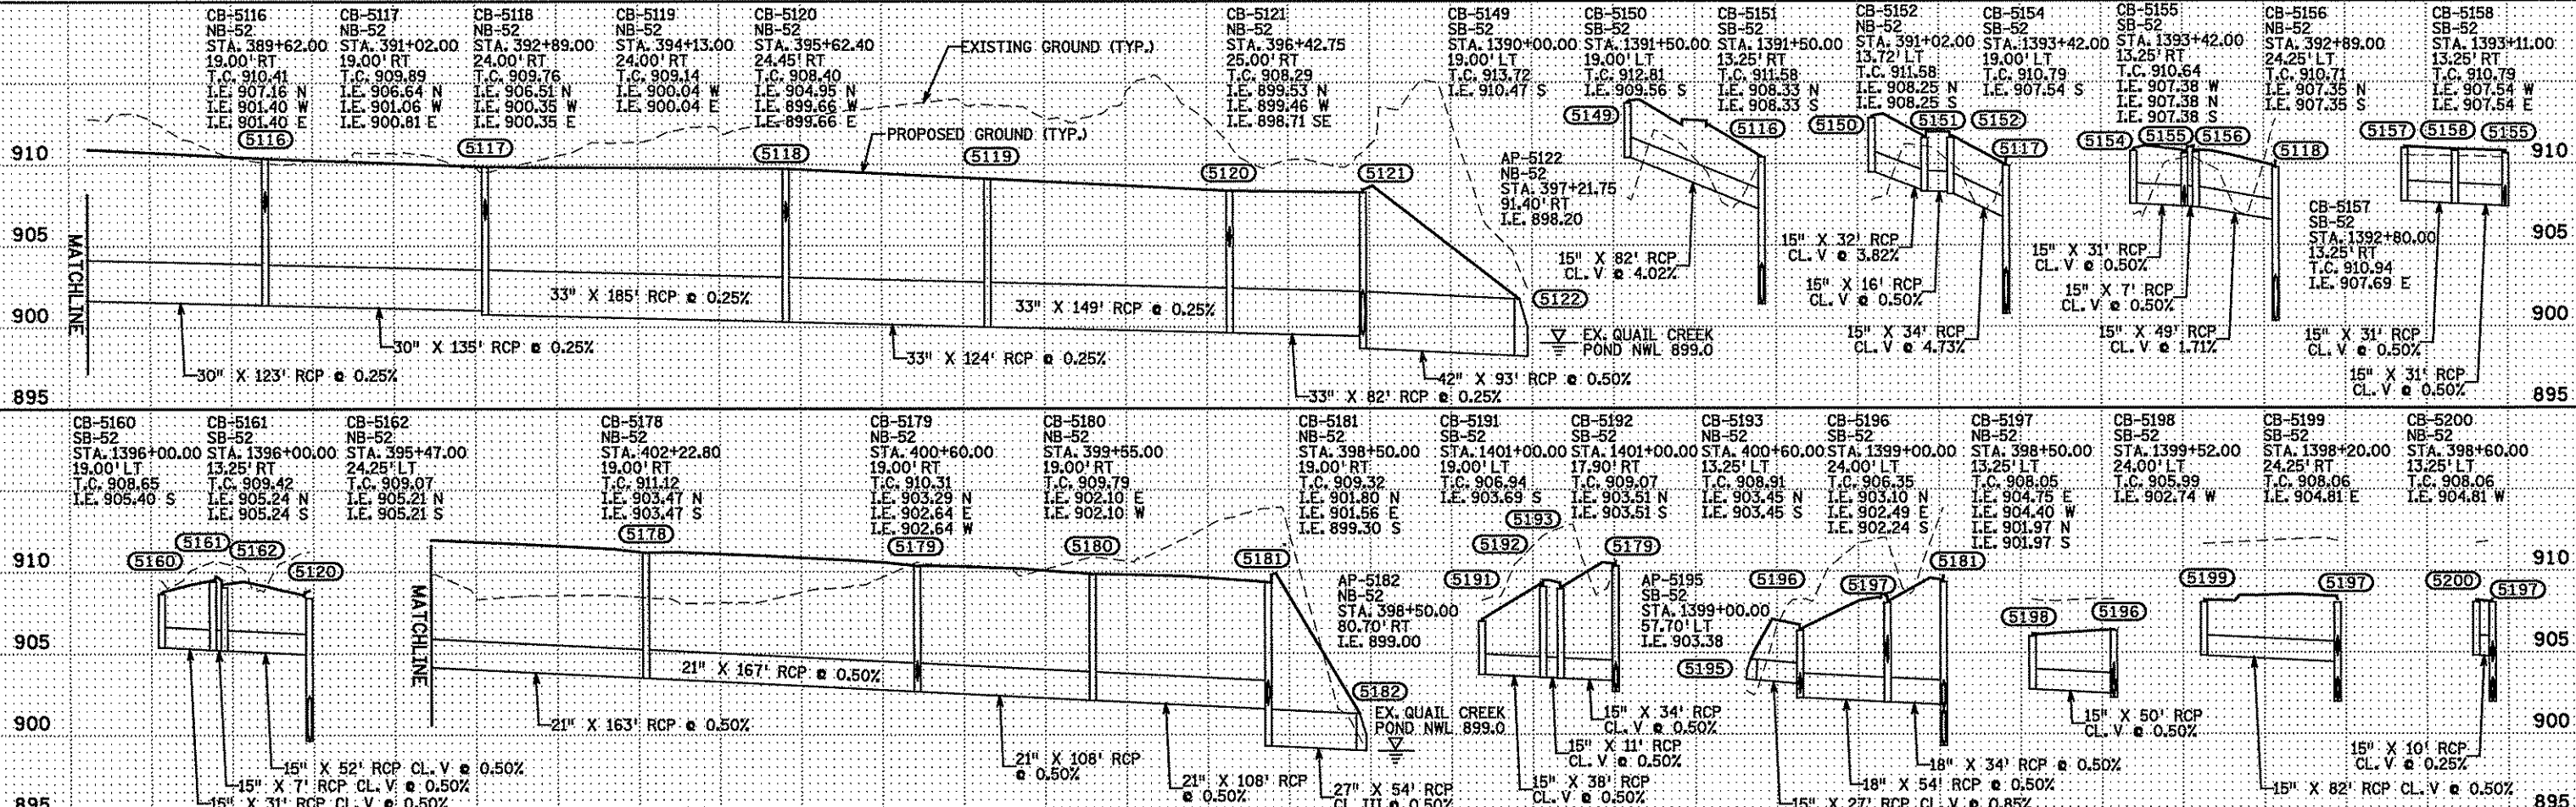 CB-5116
NB-52
STA. 389+62.00
19.00' RT
T.C. 910.41
I.E. 907.16 N
I.E. 901.40 W
I.E. 901.40 E
CB-5117
NB-52
STA. 391+02.00
19.00' RT
T.C. 909.89
I.E. 906.64 N
I.E. 901.06 W
I.E. 900.81 E
CB-5118
NB-52
STA. 392+89.00
24.00' RT
T.C. 909.76
I.E. 906.51 N
I.E. 900.35 W
I.E. 900.35 E
CB-5119
NB-52
STA. 394+13.00
24.00' RT
T.C. 909.14
I.E. 900.04 W
I.E. 900.04 E
CB-5120
NB-52
STA. 395+62.40
24.45' RT
T.C. 908.40
I.E. 904.95 N
I.E. 899.66 W
I.E. 899.66 E
EXISTING GROUND (TYP.)
PROPOSED GROUND (TYP.)
CB-5121
NB-52
STA. 396+42.75
25.00' RT
T.C. 908.29
I.E. 899.53 N
I.E. 899.46 W
I.E. 898.71 SE
CB-5149
SB-52
STA. 1390+00.00
19.00' LT
T.C. 913.72
I.E. 910.47 S
CB-5150
SB-52
STA. 1391+50.00
19.00' LT
T.C. 912.81
I.E. 909.56 S
CB-5151
SB-52
STA. 1391+50.00
13.25' RT
T.C. 911.58
I.E. 908.33 N
I.E. 908.33 S
CB-5152
NB-52
STA. 391+02.00
13.72' LT
T.C. 911.58
I.E. 908.25 N
I.E. 908.25 S
CB-5154
SB-52
STA. 1393+42.00
19.00' LT
T.C. 910.79
I.E. 907.54 S
CB-5155
SB-52
STA. 1393+42.00
13.25' RT
T.C. 910.64
I.E. 907.38 W
I.E. 907.38 N
I.E. 907.38 S
CB-5156
NB-52
STA. 392+89.00
24.25' LT
T.C. 910.71
I.E. 907.35 N
I.E. 907.35 S
CB-5158
SB-52
STA. 1393+11.00
13.25' RT
T.C. 910.79
I.E. 907.54 W
I.E. 907.54 E
910
905
900
895
MATCHLINE
5116
5117
5118
5119
5120
5121
5122
AP-5122
NB-52
STA. 397+21.75
91.40' RT
I.E. 898.20
30" X 123' RCP @ 0.25%
30" X 135' RCP @ 0.25%
33" X 185' RCP @ 0.25%
33" X 124' RCP @ 0.25%
33" X 149' RCP @ 0.25%
33" X 82' RCP @ 0.25%
42" X 93' RCP @ 0.50%
EX. QUAIL CREEK
POND NWL 899.0
5149
5116
15" X 82' RCP
CL. V @ 4.02%
5150
5151
5152
5117
15" X 32' RCP
CL. V @ 3.82%
15" X 16' RCP
CL. V @ 0.50%
15" X 34' RCP
CL. V @ 4.73%
5154
5155
5156
5118
15" X 31' RCP
CL. V @ 0.50%
15" X 7' RCP
CL. V @ 0.50%
15" X 49' RCP
CL. V @ 1.71%
5157
5158
5155
CB-5157
SB-52
STA. 1392+80.00
13.25' RT
T.C. 910.94
I.E. 907.69 E
15" X 31' RCP
CL. V @ 0.50%
15" X 31' RCP
CL. V @ 0.50%
910
905
900
895
CB-5160
SB-52
STA. 1396+00.00
19.00' LT
T.C. 908.65
I.E. 905.40 S
CB-5161
SB-52
STA. 1396+00.00
13.25' RT
T.C. 909.42
I.E. 905.24 N
I.E. 905.24 S
CB-5162
NB-52
STA. 395+47.00
24.25' LT
T.C. 909.07
I.E. 905.21 N
I.E. 905.21 S
CB-5178
NB-52
STA. 402+22.80
19.00' RT
T.C. 911.12
I.E. 903.47 N
I.E. 903.47 S
CB-5179
NB-52
STA. 400+60.00
19.00' RT
T.C. 910.31
I.E. 903.29 N
I.E. 902.64 E
I.E. 902.64 W
CB-5180
NB-52
STA. 399+55.00
19.00' RT
T.C. 909.79
I.E. 902.10 E
I.E. 902.10 W
CB-5181
NB-52
STA. 398+50.00
19.00' RT
T.C. 909.32
I.E. 901.80 N
I.E. 901.56 E
I.E. 899.30 S
CB-5191
SB-52
STA. 1401+00.00
19.00' LT
T.C. 906.94
I.E. 903.69 S
CB-5192
SB-52
STA. 1401+00.00
17.90' RT
T.C. 909.07
I.E. 903.51 N
I.E. 903.51 S
CB-5193
NB-52
STA. 400+60.00
13.25' LT
T.C. 908.91
I.E. 903.45 N
I.E. 903.45 S
CB-5196
SB-52
STA. 1399+00.00
24.00' LT
T.C. 906.35
I.E. 903.10 N
I.E. 902.49 E
I.E. 902.24 S
CB-5197
NB-52
STA. 398+50.00
13.25' LT
T.C. 908.05
I.E. 904.75 E
I.E. 904.40 W
I.E. 901.97 N
I.E. 901.97 S
CB-5198
SB-52
STA. 1399+52.00
24.00' LT
T.C. 905.99
I.E. 902.74 W
CB-5199
SB-52
STA. 1398+20.00
24.25' RT
T.C. 908.06
I.E. 904.81 E
CB-5200
NB-52
STA. 398+60.00
13.25' LT
T.C. 908.06
I.E. 904.81 W
910
905
900
895
5160
5161
5162
5120
15" X 52' RCP CL. V @ 0.50%
15" X 7' RCP CL. V @ 0.50%
15" X 31' RCP CL. V @ 0.50%
MATCHLINE
5178
5179
5180
5181
5182
21" X 163' RCP @ 0.50%
21" X 167' RCP @ 0.50%
21" X 108' RCP
@ 0.50%
21" X 108' RCP
@ 0.50%
27" X 54' RCP
CL. III @ 0.50%
AP-5182
NB-52
STA. 398+50.00
80.70' RT
I.E. 899.00
EX. QUAIL CREEK
POND NWL 899.0
5191
5192
5193
5179
15" X 34' RCP
CL. V @ 0.50%
15" X 11' RCP
CL. V @ 0.50%
15" X 38' RCP
CL. V @ 0.50%
AP-5195
SB-52
STA. 1399+00.00
57.70' LT
I.E. 903.38
5195
5196
5197
5181
18" X 34' RCP @ 0.50%
18" X 54' RCP @ 0.50%
15" X 27' RCP CL. V @ 0.85%
5198
5196
15" X 50' RCP
CL. V @ 0.50%
5199
5197
15" X 82' RCP CL. V @ 0.50%
5200
5197
15" X 10' RCP
CL. V @ 0.25%
910
905
900
895